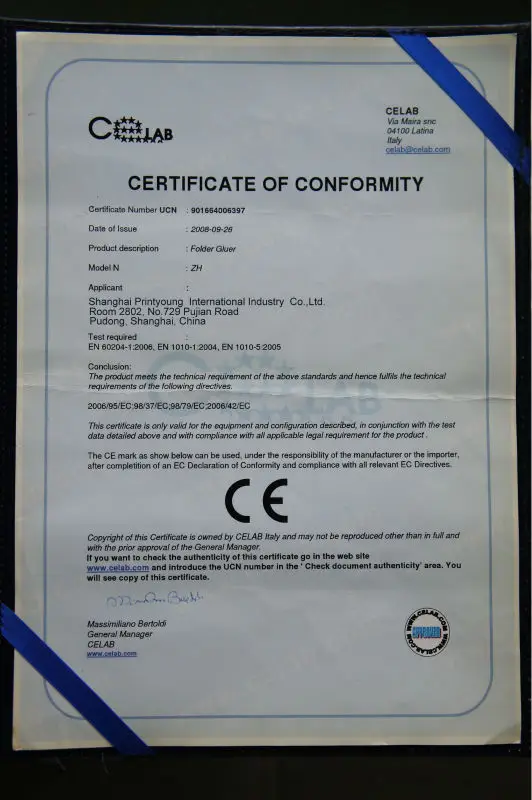 CELAB
CELAB
Via Maira snc
04100 Latina
Italy
celab@celab.com
CERTIFICATE OF CONFORMITY
Certificate Number UCN : 901664006397
Date of Issue : 2008-09-26
Product description : Folder Gluer
Model N : ZH
Applicant :
Shanghai Printyoung International Industry Co.,Ltd.
Room 2802, No.729 Pujian Road
Pudong, Shanghai, China
Test required :
EN 60204-1:2006, EN 1010-1:2004, EN 1010-5:2005
Conclusion:
The product meets the technical requirement of the above standards and hence fulfils the technical
requirements of the following directives.
2006/95/EC;98/37/EC;98/79/EC;2006/42/EC
This certificate is only valid for the equipment and configuration described, in conjunction with the test
data detailed above and with compliance with all applicable legal requirement for the product .
The CE mark as show below can be used, under the responsibility of the manufacturer or the importer,
after completition of an EC Declaration of Conformity and compliance with all relevant EC Directives.
CE
Copyright of this Certificate is owned by CELAB Italy and may not be reproduced other than in full and
with the prior approval of the General Manager.
If you want to check the authenticity of this certificate go in the web site
www.celab.com and introduce the UCN number in the ' Check document authenticity' area. You
will see copy of this certificate.
Massimiliano Bertoldi
General Manager
CELAB
www.celab.com
WWW.CELAB.COM
WWW.CELAB.COM